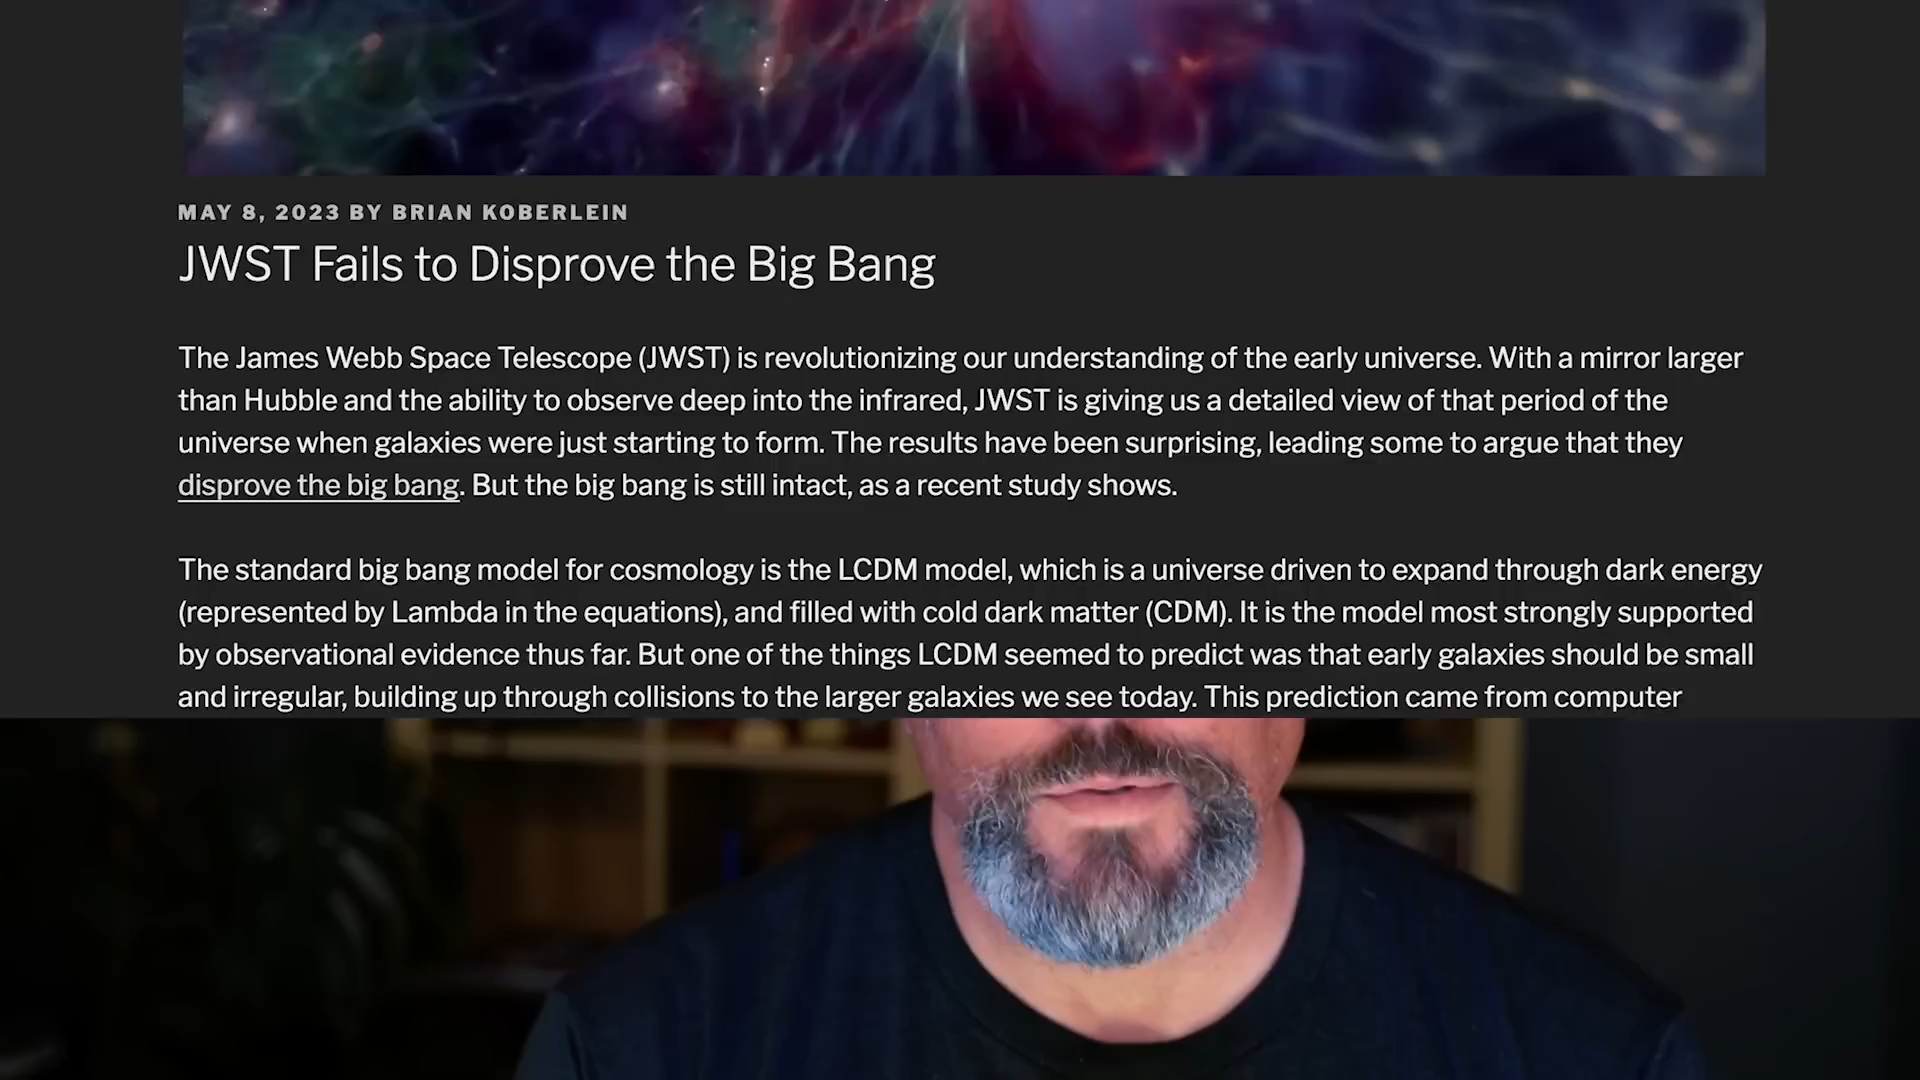 MAY 8, 2023 BY BRIAN KOBERLEIN
JWST Fails to Disprove the Big Bang
The James Webb Space Telescope (JWST) is revolutionizing our understanding of the early universe. With a mirror larger
than Hubble and the ability to observe deep into the infrared, JWST is giving us a detailed view of that period of the
universe when galaxies were just starting to form. The results have been surprising, leading some to argue that they
disprove the big bang. But the big bang is still intact, as a recent study shows.
The standard big bang model for cosmology is the LCDM model, which is a universe driven to expand through dark energy
(represented by Lambda in the equations), and filled with cold dark matter (CDM). It is the model most strongly supported
by observational evidence thus far. But one of the things LCDM seemed to predict was that early galaxies should be small
and irregular, building up through collisions to the larger galaxies we see today. This prediction came from computer